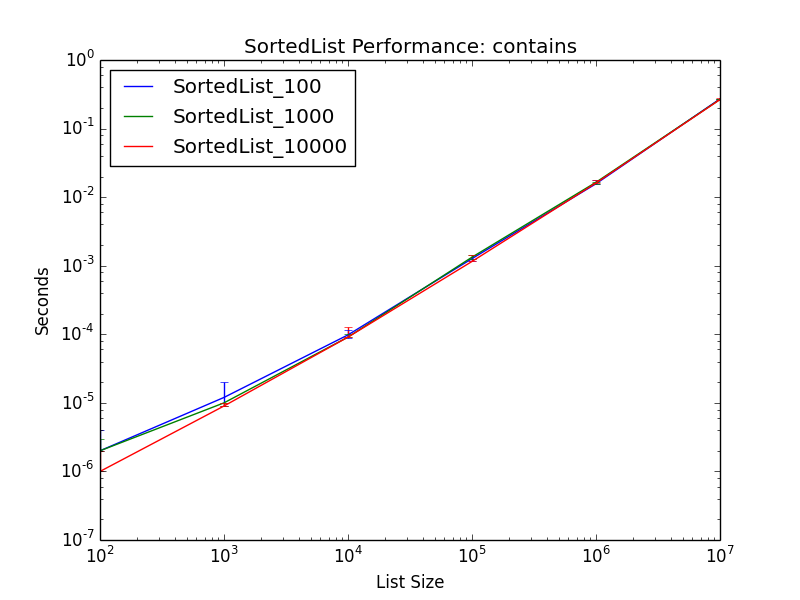 SortedList Performance: contains
10^0
SortedList_100
SortedList_1000
SortedList_10000
10^-1
10^-2
10^-3
10^-4
10^-5
10^-6
10^-7
Seconds
10^2 10^3 10^4 10^5 10^6 10^7
List Size